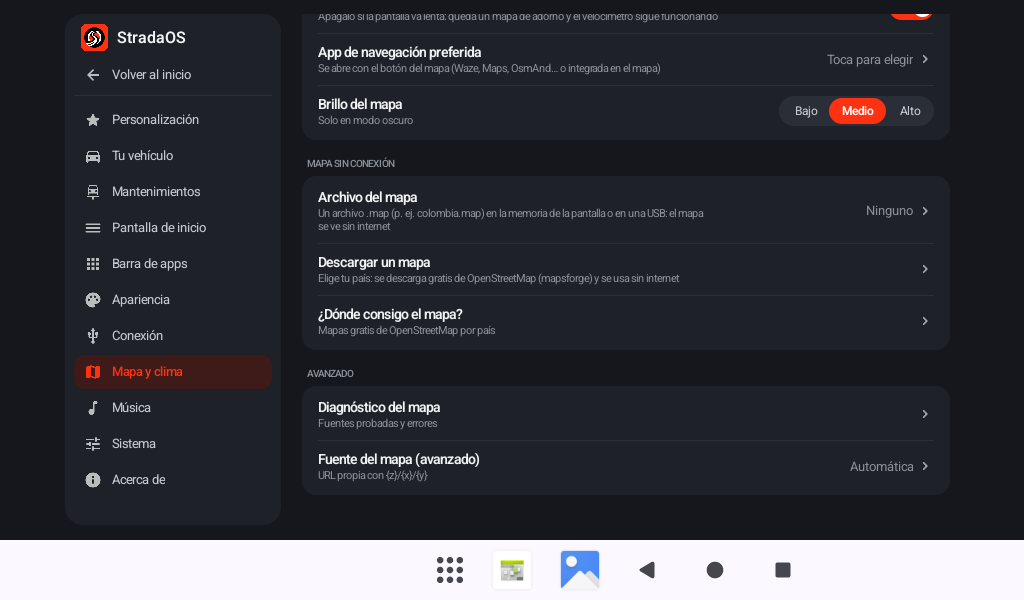 StradaOS
Volver al inicio
Personalización
Tu vehículo
Mantenimientos
Pantalla de inicio
Barra de apps
Apariencia
Conexión
Mapa y clima
Música
Sistema
Acerca de
Apágalo si la pantalla va lenta: queda un mapa de adorno y el velocímetro sigue funcionando
App de navegación preferida
Se abre con el botón del mapa (Waze, Maps, OsmAnd... o integrada en el mapa)
Toca para elegir
Brillo del mapa
Solo en modo oscuro
Bajo Medio Alto
MAPA SIN CONEXIÓN
Archivo del mapa
Un archivo .map (p. ej. colombia.map) en la memoria de la pantalla o en una USB: el mapa
se ve sin internet
Ninguno
Descargar un mapa
Elige tu país: se descarga gratis de OpenStreetMap (mapsforge) y se usa sin internet
¿Dónde consigo el mapa?
Mapas gratis de OpenStreetMap por país
AVANZADO
Diagnóstico del mapa
Fuentes probadas y errores
Fuente del mapa (avanzado)
URL propia con {z}/{x}/{y}
Automática